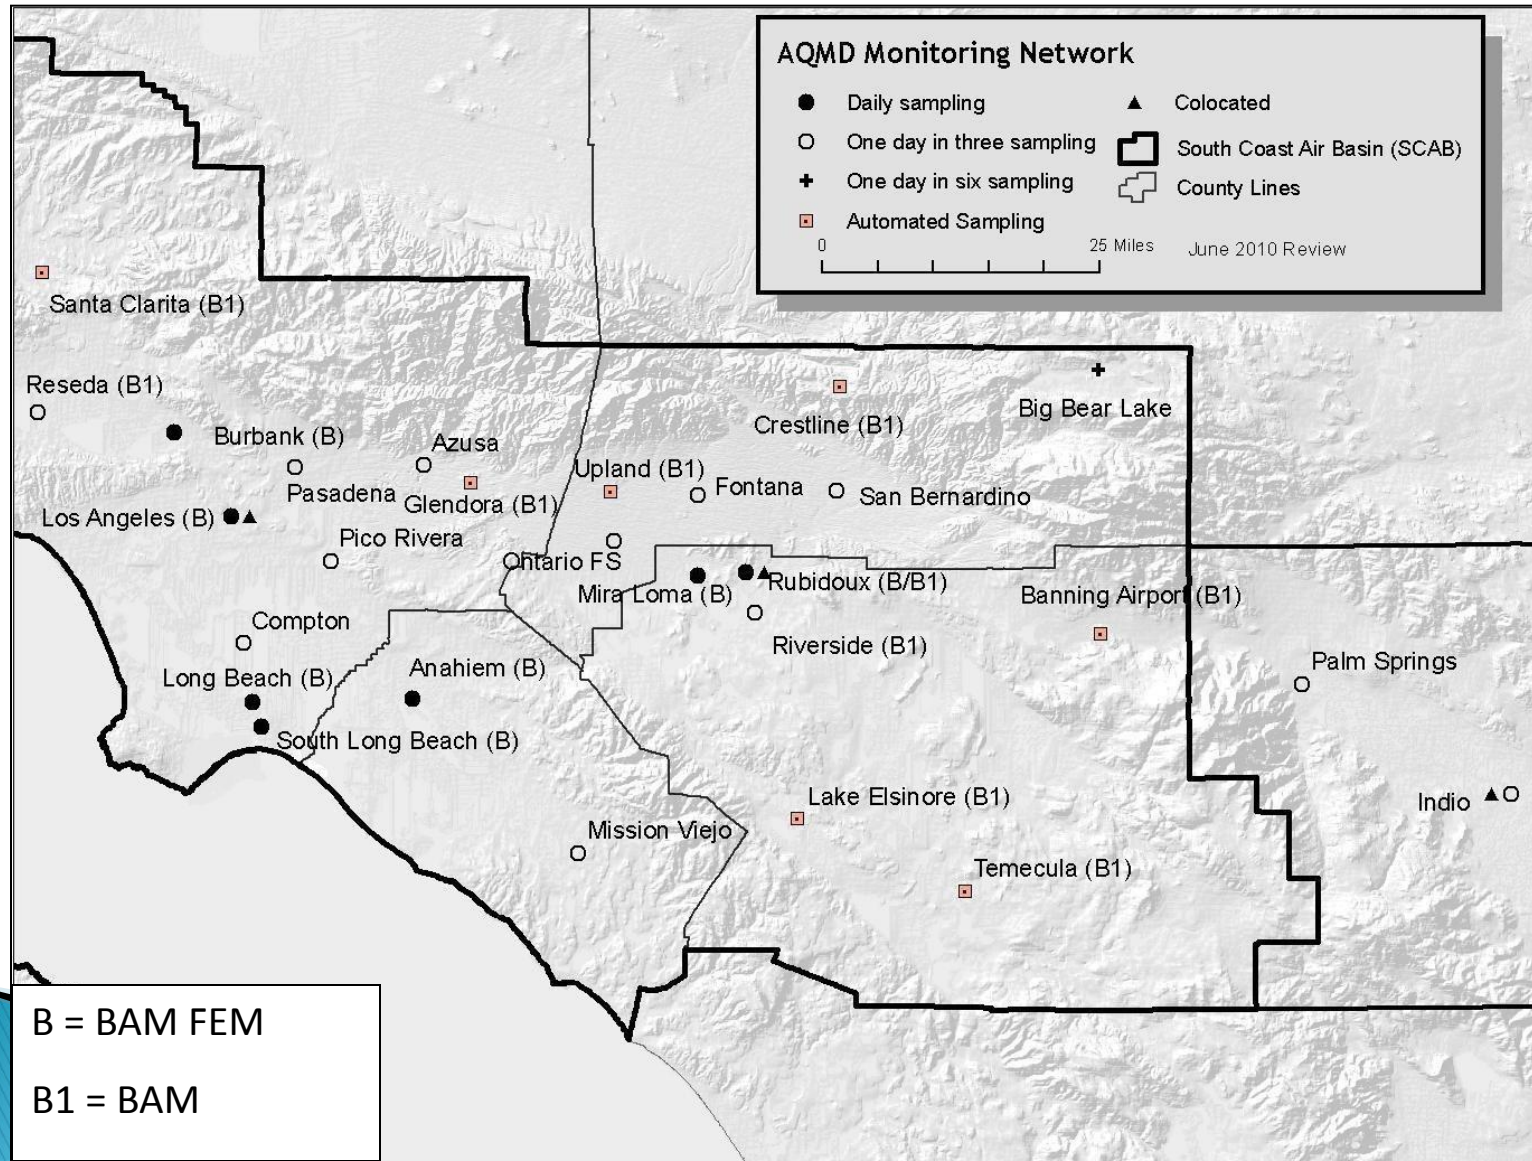 AQMD Monitoring Network
Daily sampling
Colocated
One day in three sampling
South Coast Air Basin (SCAB)
One day in six sampling
County Lines
Automated Sampling
0
25 Miles
June 2010 Review
Santa Clarita (B1)
Reseda (B1)
Burbank (B)
Azusa
Pasadena
Glendora (B1)
Los Angeles (B)
Pico Rivera
Compton
Long Beach (B)
South Long Beach (B)
Anahiem (B)
Mission Viejo
Crestline (B1)
Big Bear Lake
Upland (B1)
Fontana
San Bernardino
Ontario FS
Mira Loma (B)
Rubidoux (B/B1)
Riverside (B1)
Banning Airport (B1)
Palm Springs
Lake Elsinore (B1)
Indio
Temecula (B1)
B = BAM FEM
B1 = BAM